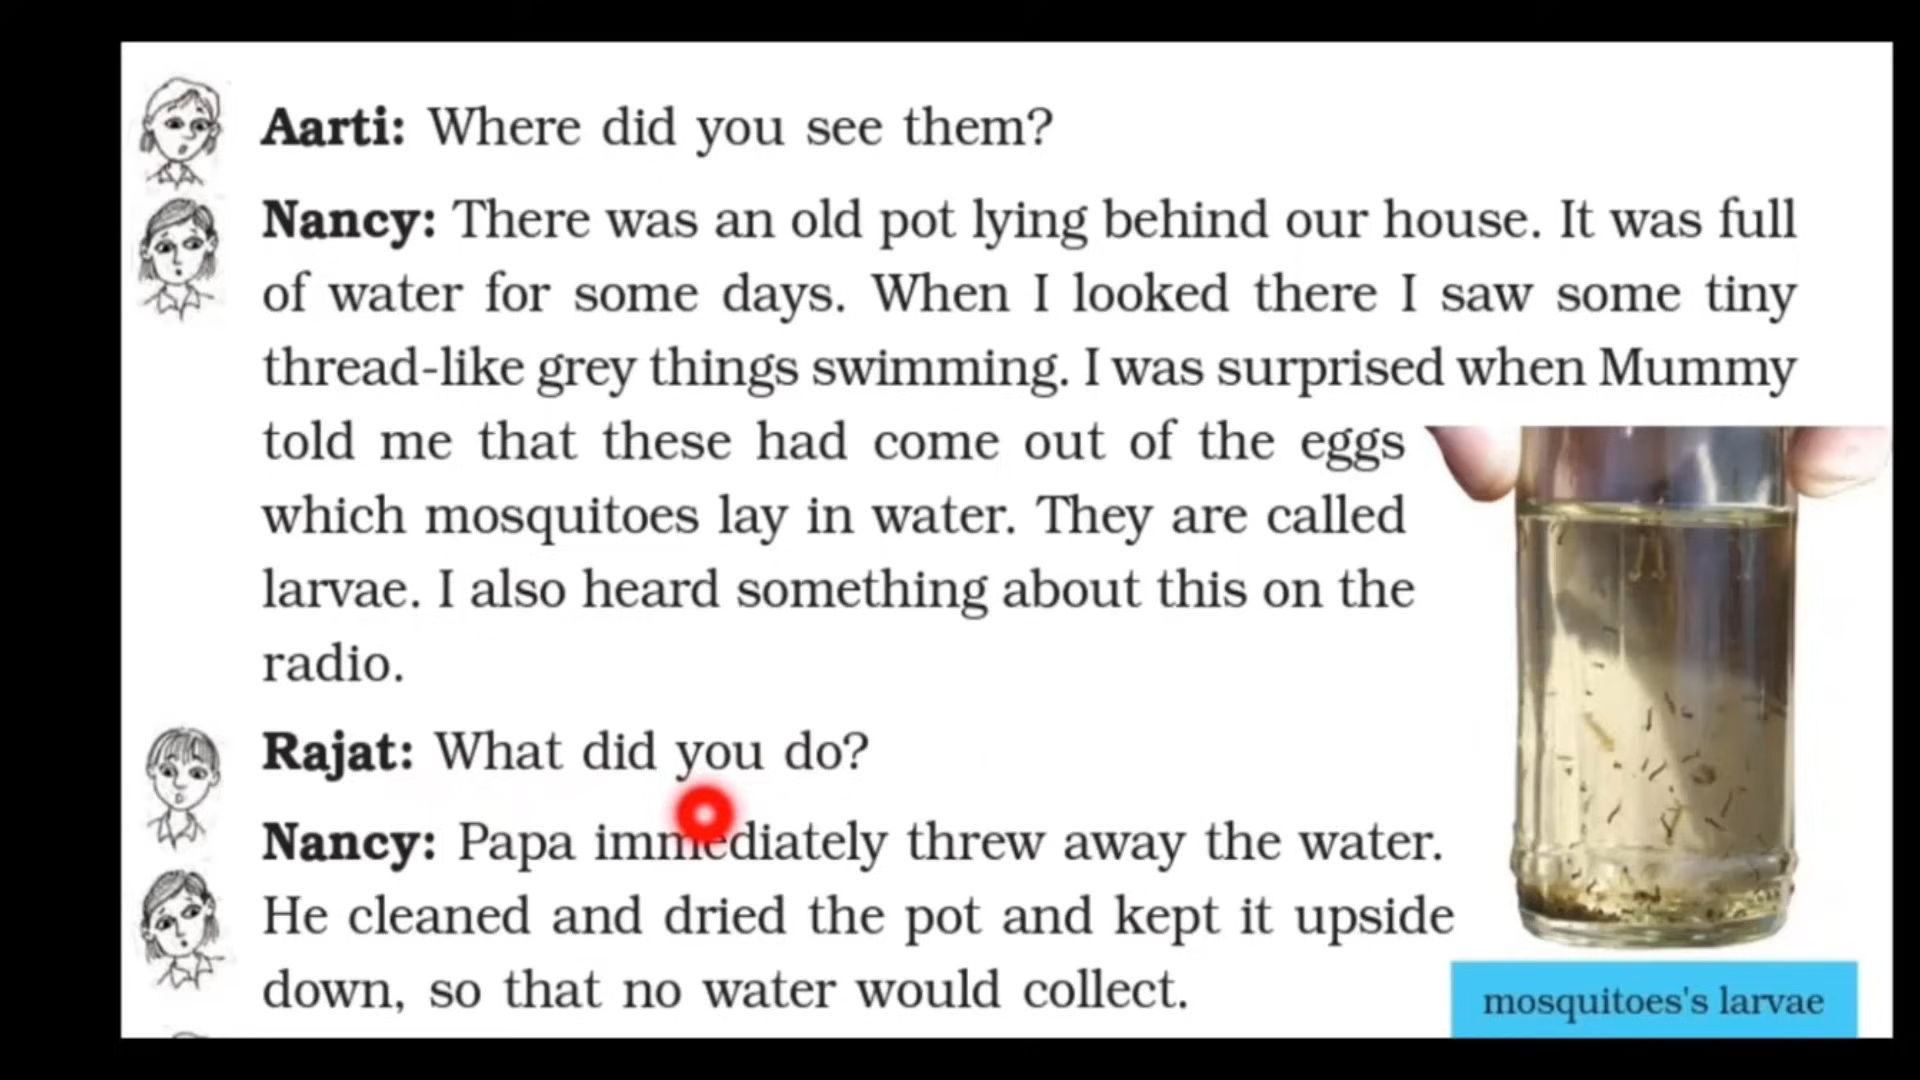 Aarti: Where did you see them?
Nancy: There was an old pot lying behind our house. It was full
of water for some days. When I looked there I saw some tiny
thread-like grey things swimming. I was surprised when Mummy
told me that these had come out of the eggs
which mosquitoes lay in water. They are called
larvae. I also heard something about this on the
radio.
Rajat: What did you do?
Nancy: Papa immediately threw away the water.
He cleaned and dried the pot and kept it upside
down, so that no water would collect.
mosquitoes's larvae